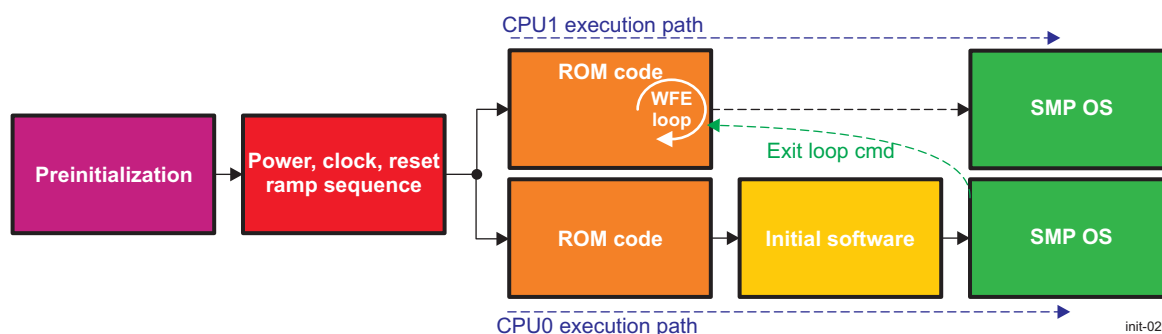 CPU1 execution path
ROM code
WFE
loop
SMP OS
Preinitialization
Power, clock, reset
ramp sequence
Exit loop cmd
ROM code
Initial software
SMP OS
CPU0 execution path
init-02